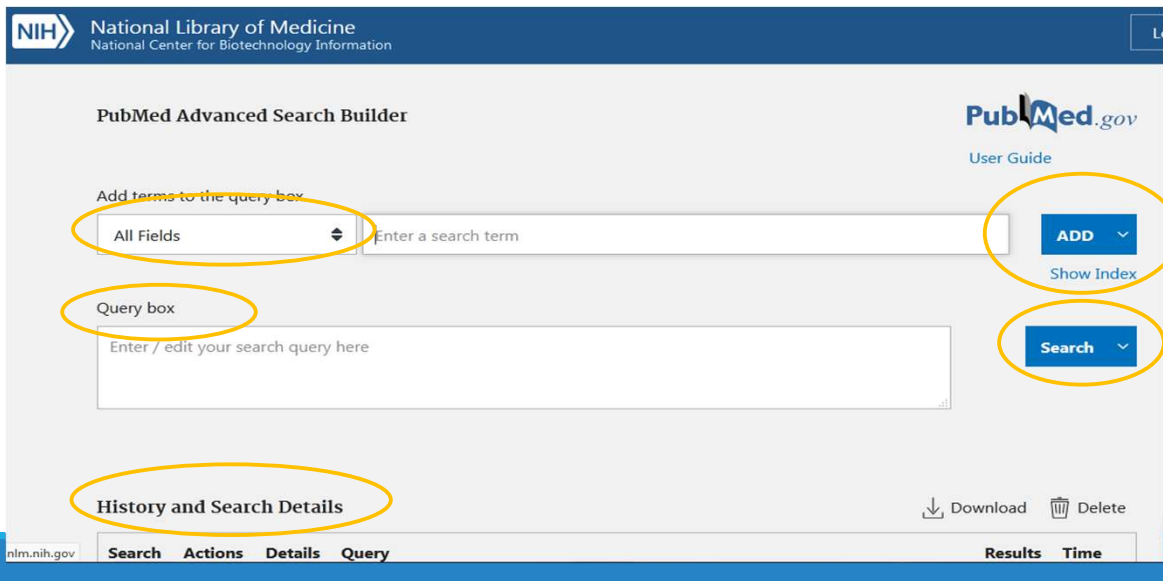 NIH
National Library of Medicine
National Center for Biotechnology Information
PubMed Advanced Search Builder
PubMed.gov
User Guide
Add terms to the query box
All Fields
Enter a search term
ADD
Show Index
Query box
Enter / edit your search query here
Search
History and Search Details
Download
Delete
nlm.nih.gov
Search Actions Details Query Results Time